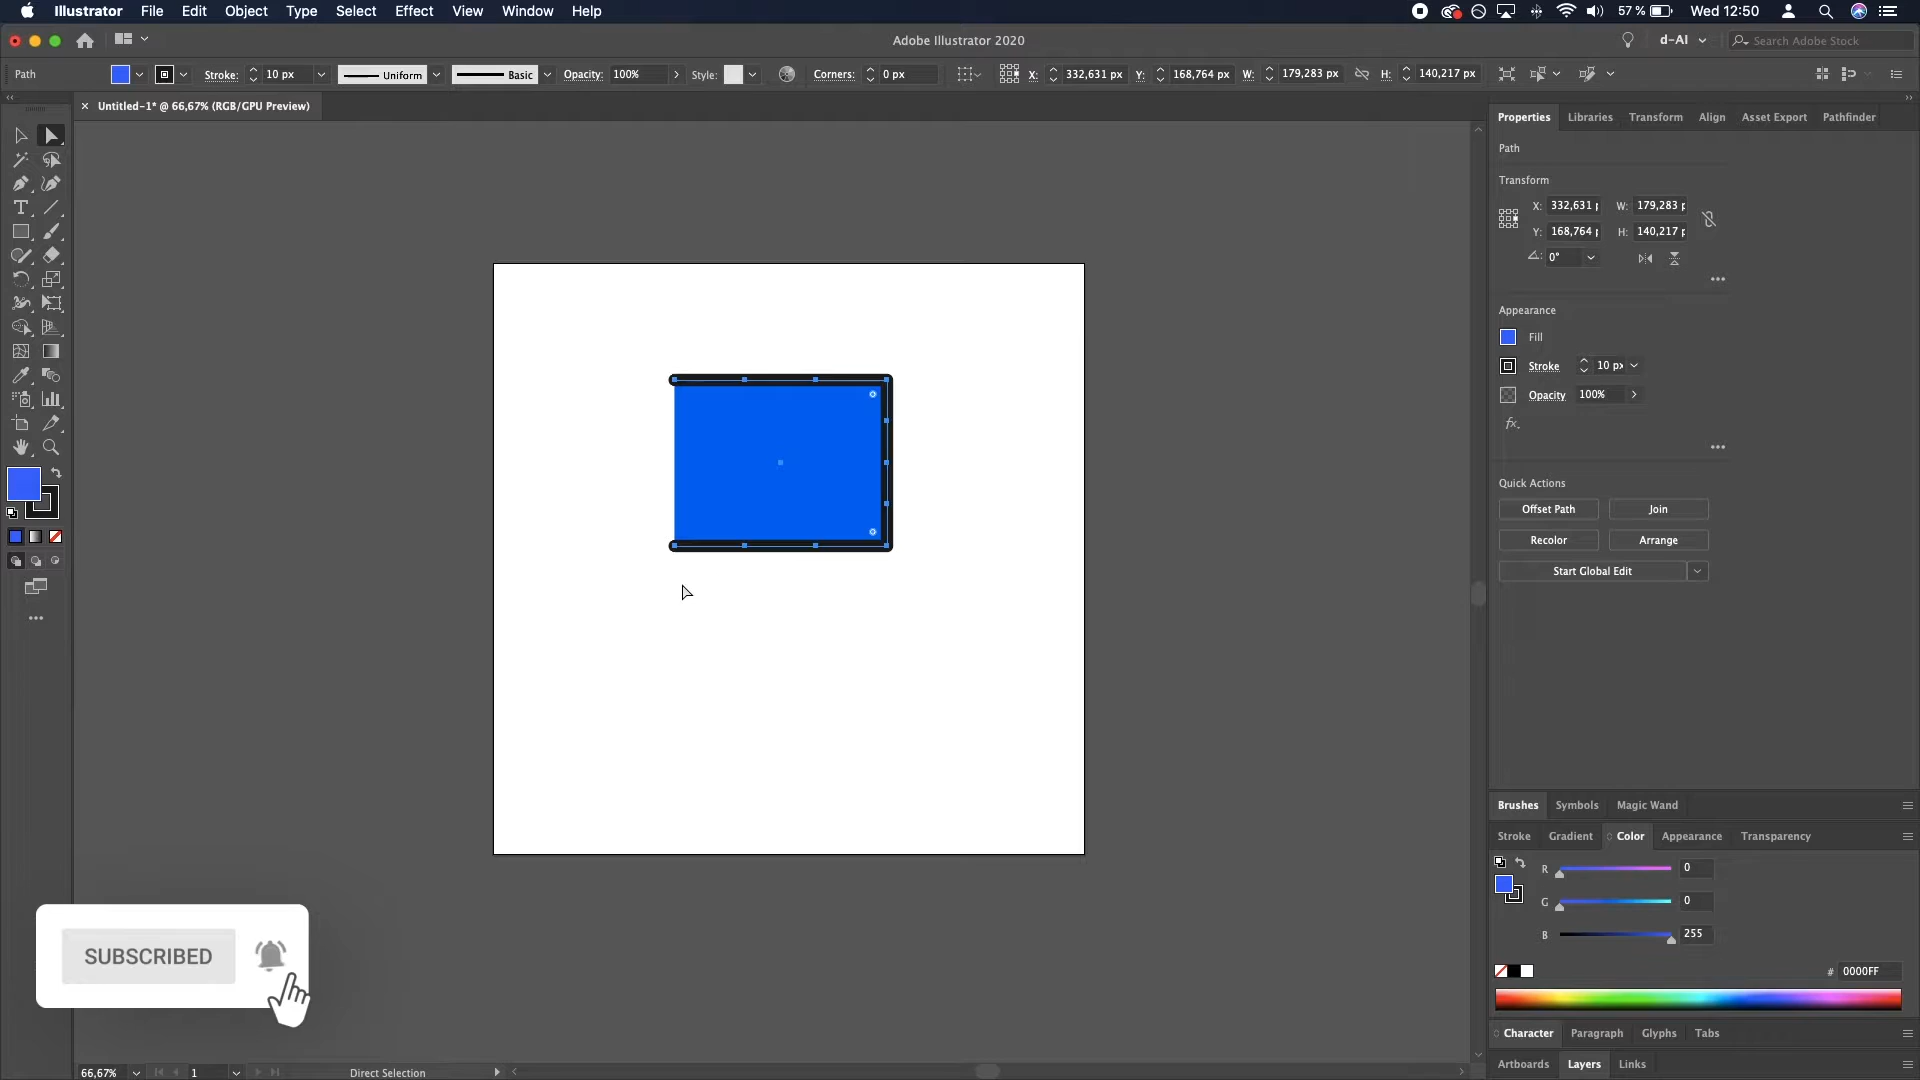 Illustrator File Edit Object Type Select Effect View Window Help 57 % Wed 12:50
Adobe Illustrator 2020 d-AI Search Adobe Stock
Path Stroke: 10 px Uniform Basic Opacity: 100% Style: Corners: 0 px X: 332,631 px Y: 168,764 px W: 179,283 px H: 140,217 px
× Untitled-1* @ 66,67% (RGB/GPU Preview)
Properties Libraries Transform Align Asset Export Pathfinder
Path
Transform
X: 332,631 W: 179,283
Y: 168,764 H: 140,217
0°
Appearance
Fill
Stroke 10 px
Opacity 100%
fx.
Quick Actions
Offset Path Join
Recolor Arrange
Start Global Edit
Brushes Symbols Magic Wand
Stroke Gradient Color Appearance Transparency
R 0
G 0
B 255
# 0000FF
Character Paragraph Glyphs Tabs
Artboards Layers Links
SUBSCRIBED
66,67% 1 Direct Selection